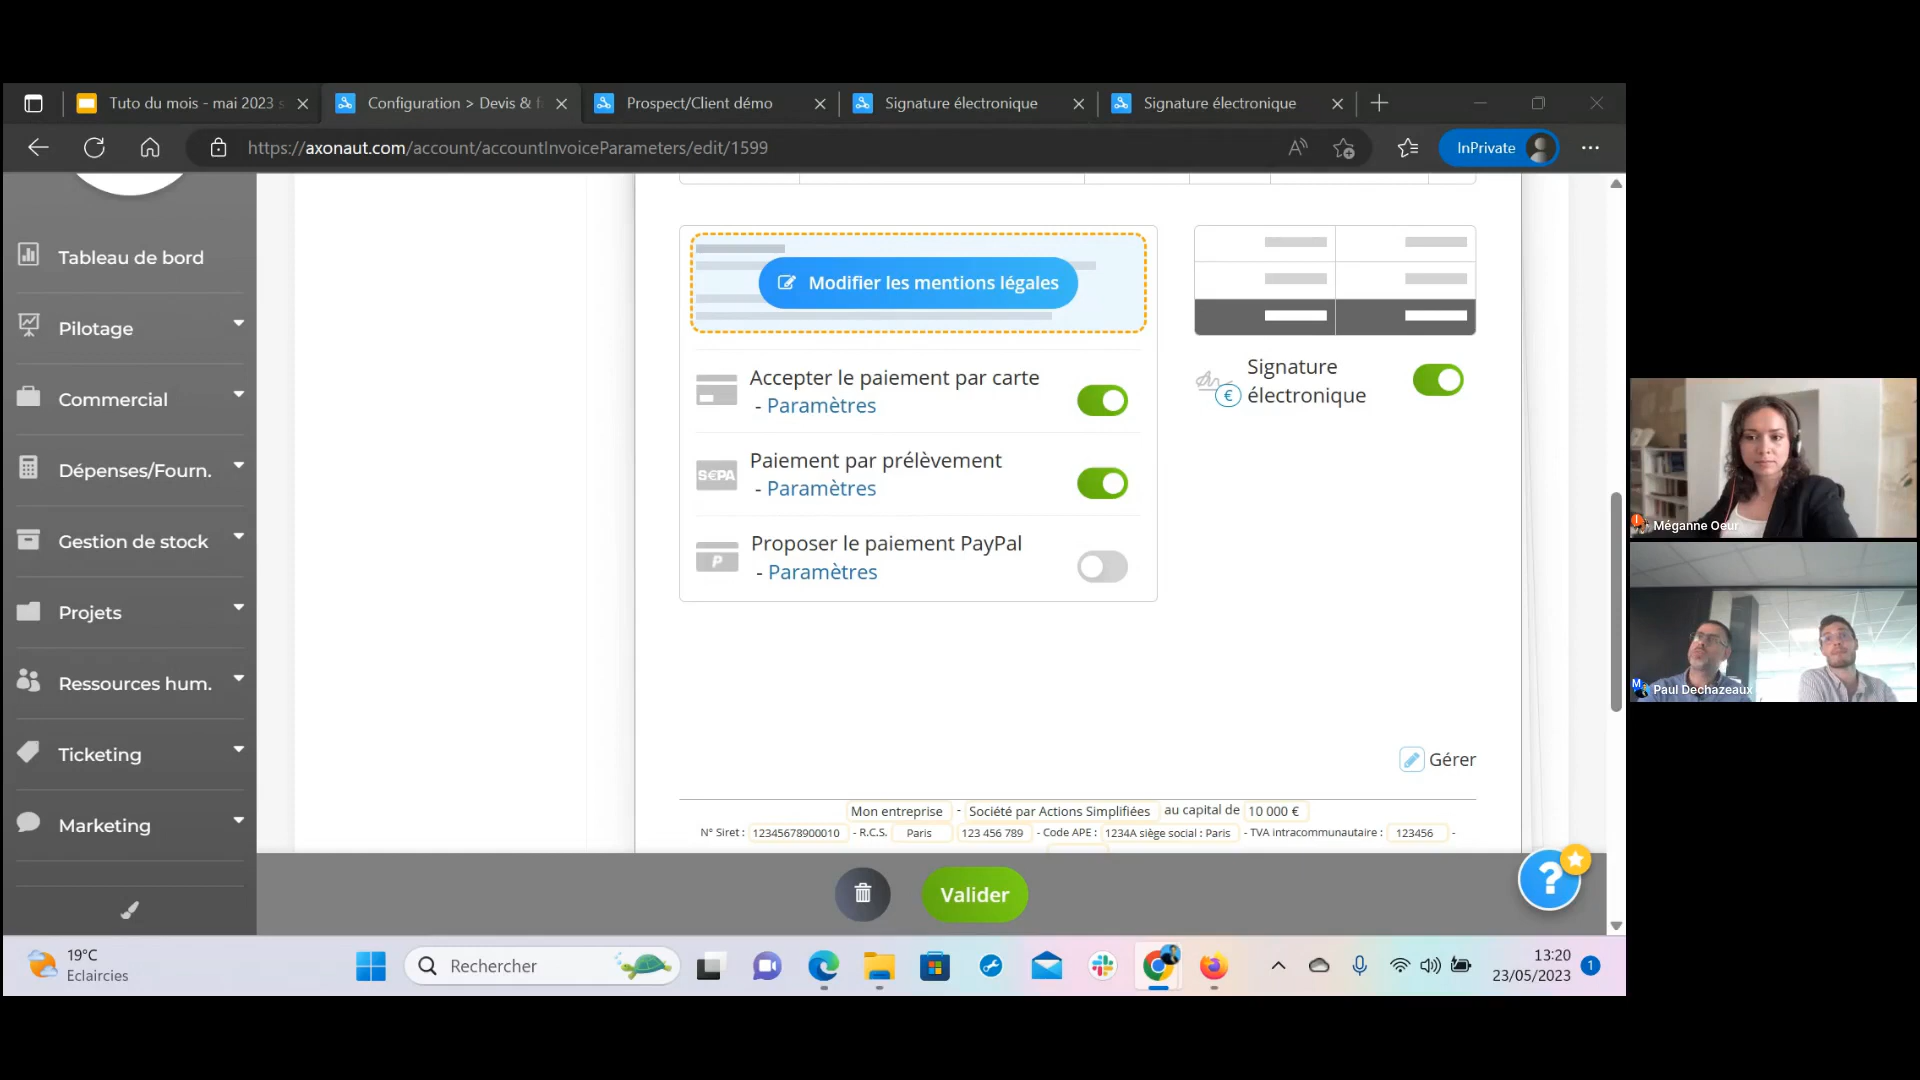 Tuto du mois - mai 2023
Configuration > Devis & f
Prospect/Client démo
Signature électronique
Signature électronique
https://axonaut.com/account/accountInvoiceParameters/edit/1599
InPrivate
Tableau de bord
Pilotage
Commercial
Dépenses/Fourn.
Gestion de stock
Projets
Ressources hum.
Ticketing
Marketing
Modifier les mentions légales
Accepter le paiement par carte
- Paramètres
S€PA
Paiement par prélèvement
- Paramètres
P
Proposer le paiement PayPal
- Paramètres
€
Signature
électronique
Gérer
Mon entreprise - Société par Actions Simplifiées au capital de 10 000 €
N° Siret : 12345678900010 - R.C.S. Paris 123 456 789 - Code APE : 1234A siège social : Paris - TVA intracommunautaire : 123456 -
Valider
?
Méganne Oeur
M
Paul Dechazeaux
19°C
Eclaircies
Rechercher
13:20
23/05/2023
1